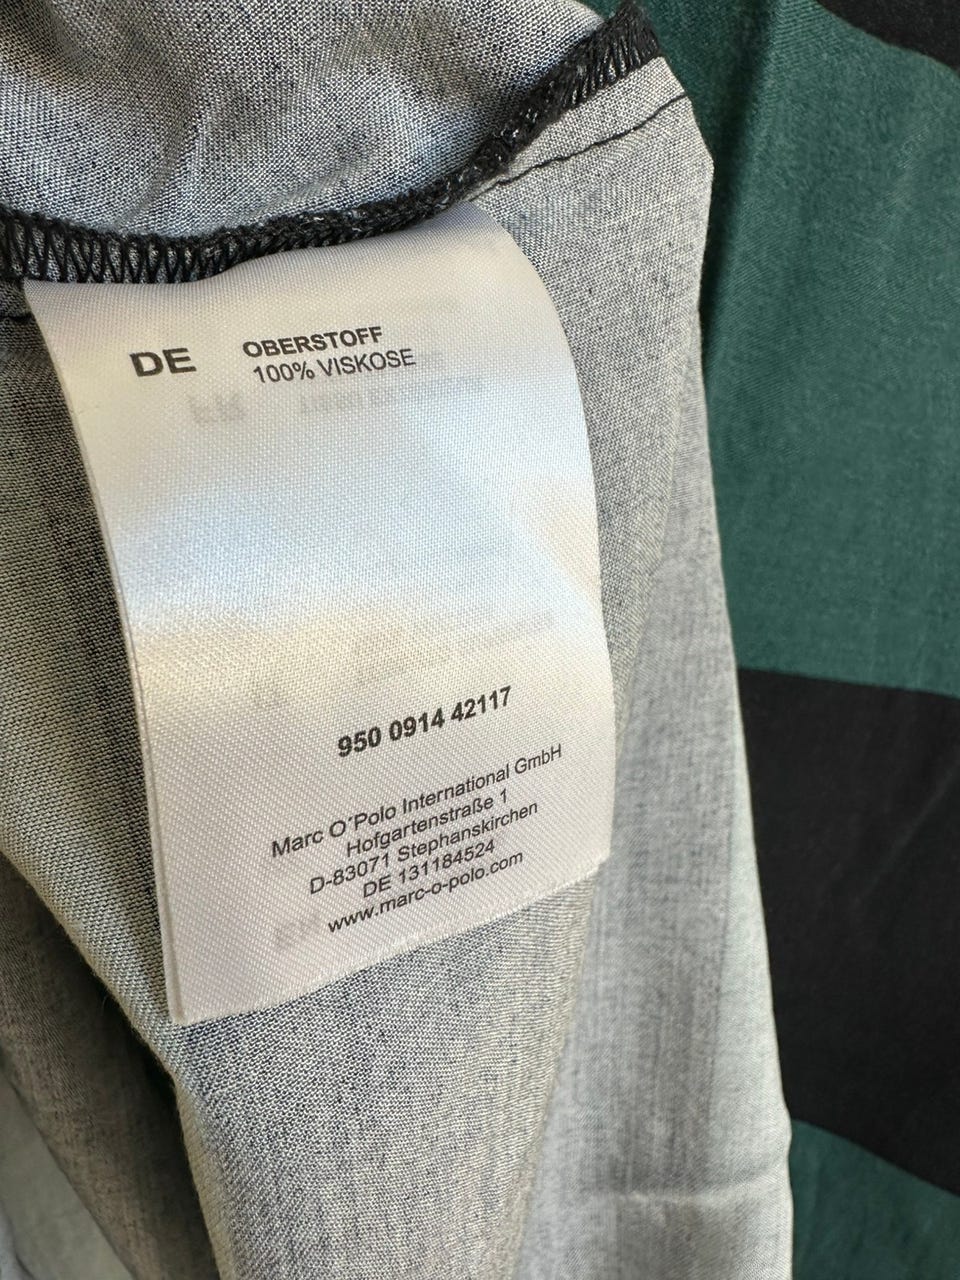 DE OBERSTOFF
100% VISKOSE
950 0914 42117
Marc O´Polo International GmbH
Hofgartenstraße 1
D-83071 Stephanskirchen
DE 131184524
www.marc-o-polo.com